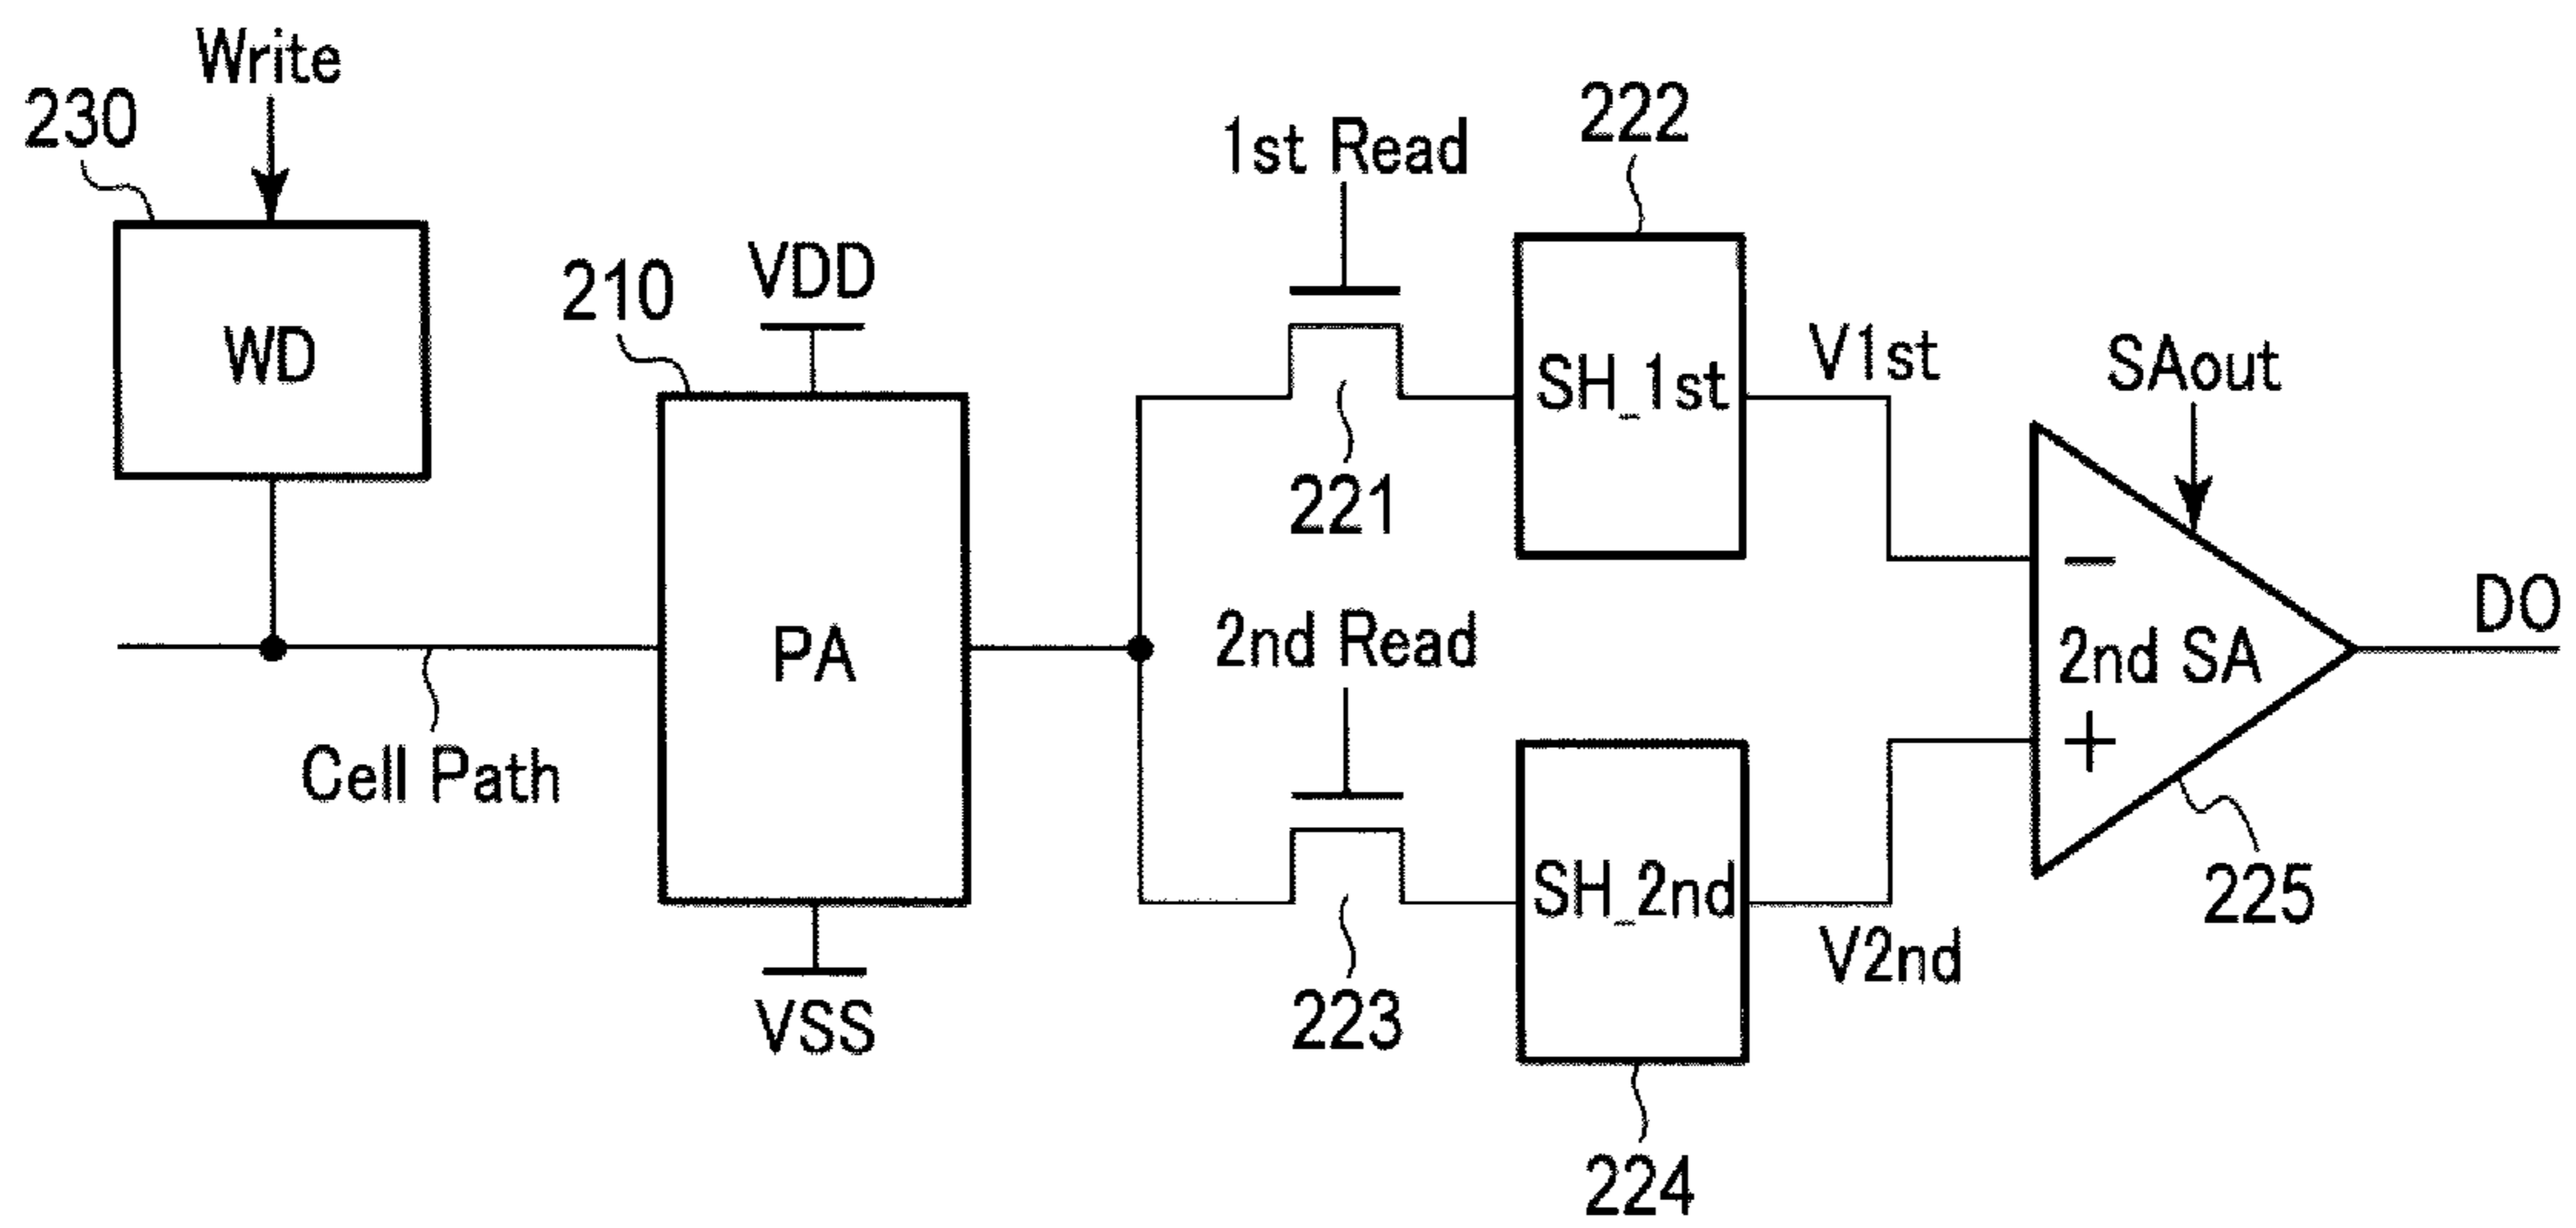 Write
230
WD
Cell Path
210
VDD
PA
VSS
1st Read
221
222
SH_1st
V1st
2nd Read
223
SH_2nd
224
V2nd
SAout
−
2nd SA
+
225
DO